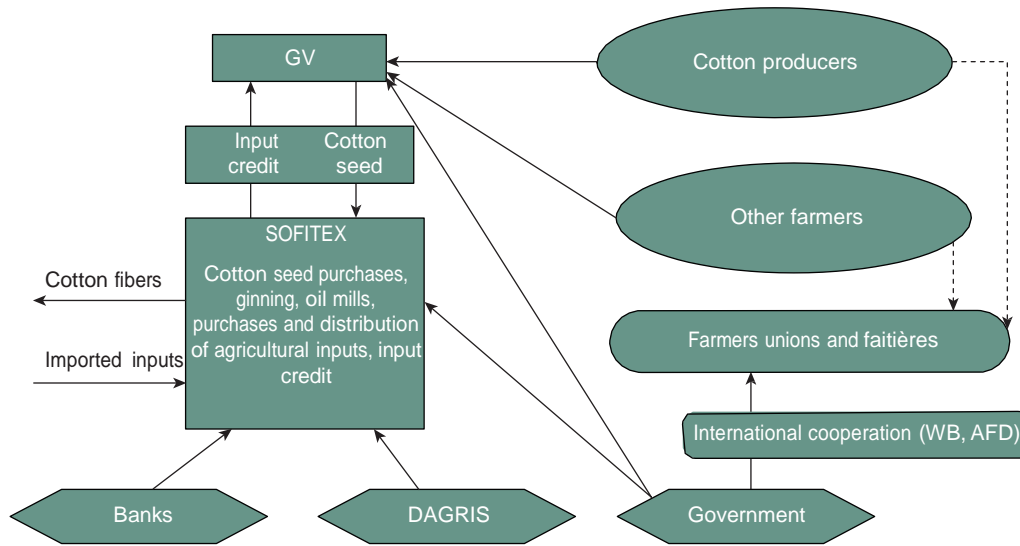 GV
Cotton producers
Input
credit
Cotton
seed
Other farmers
SOFITEX
Cotton seed purchases,
ginning, oil mills,
purchases and distribution
of agricultural inputs, input
credit
Cotton fibers
Imported inputs
Farmers unions and faitières
International cooperation (WB, AFD)
Banks
DAGRIS
Government